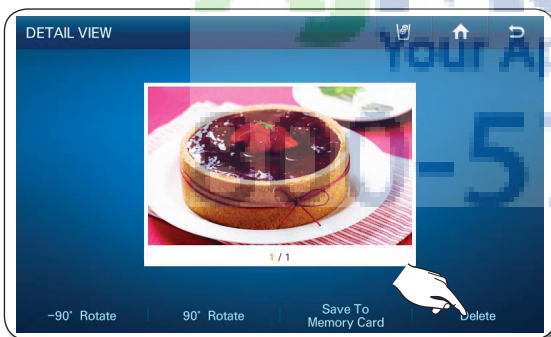 DETAIL VIEW
Your Ap
1 / 1
-90° Rotate
90° Rotate
Save To
Memory Card
Delete